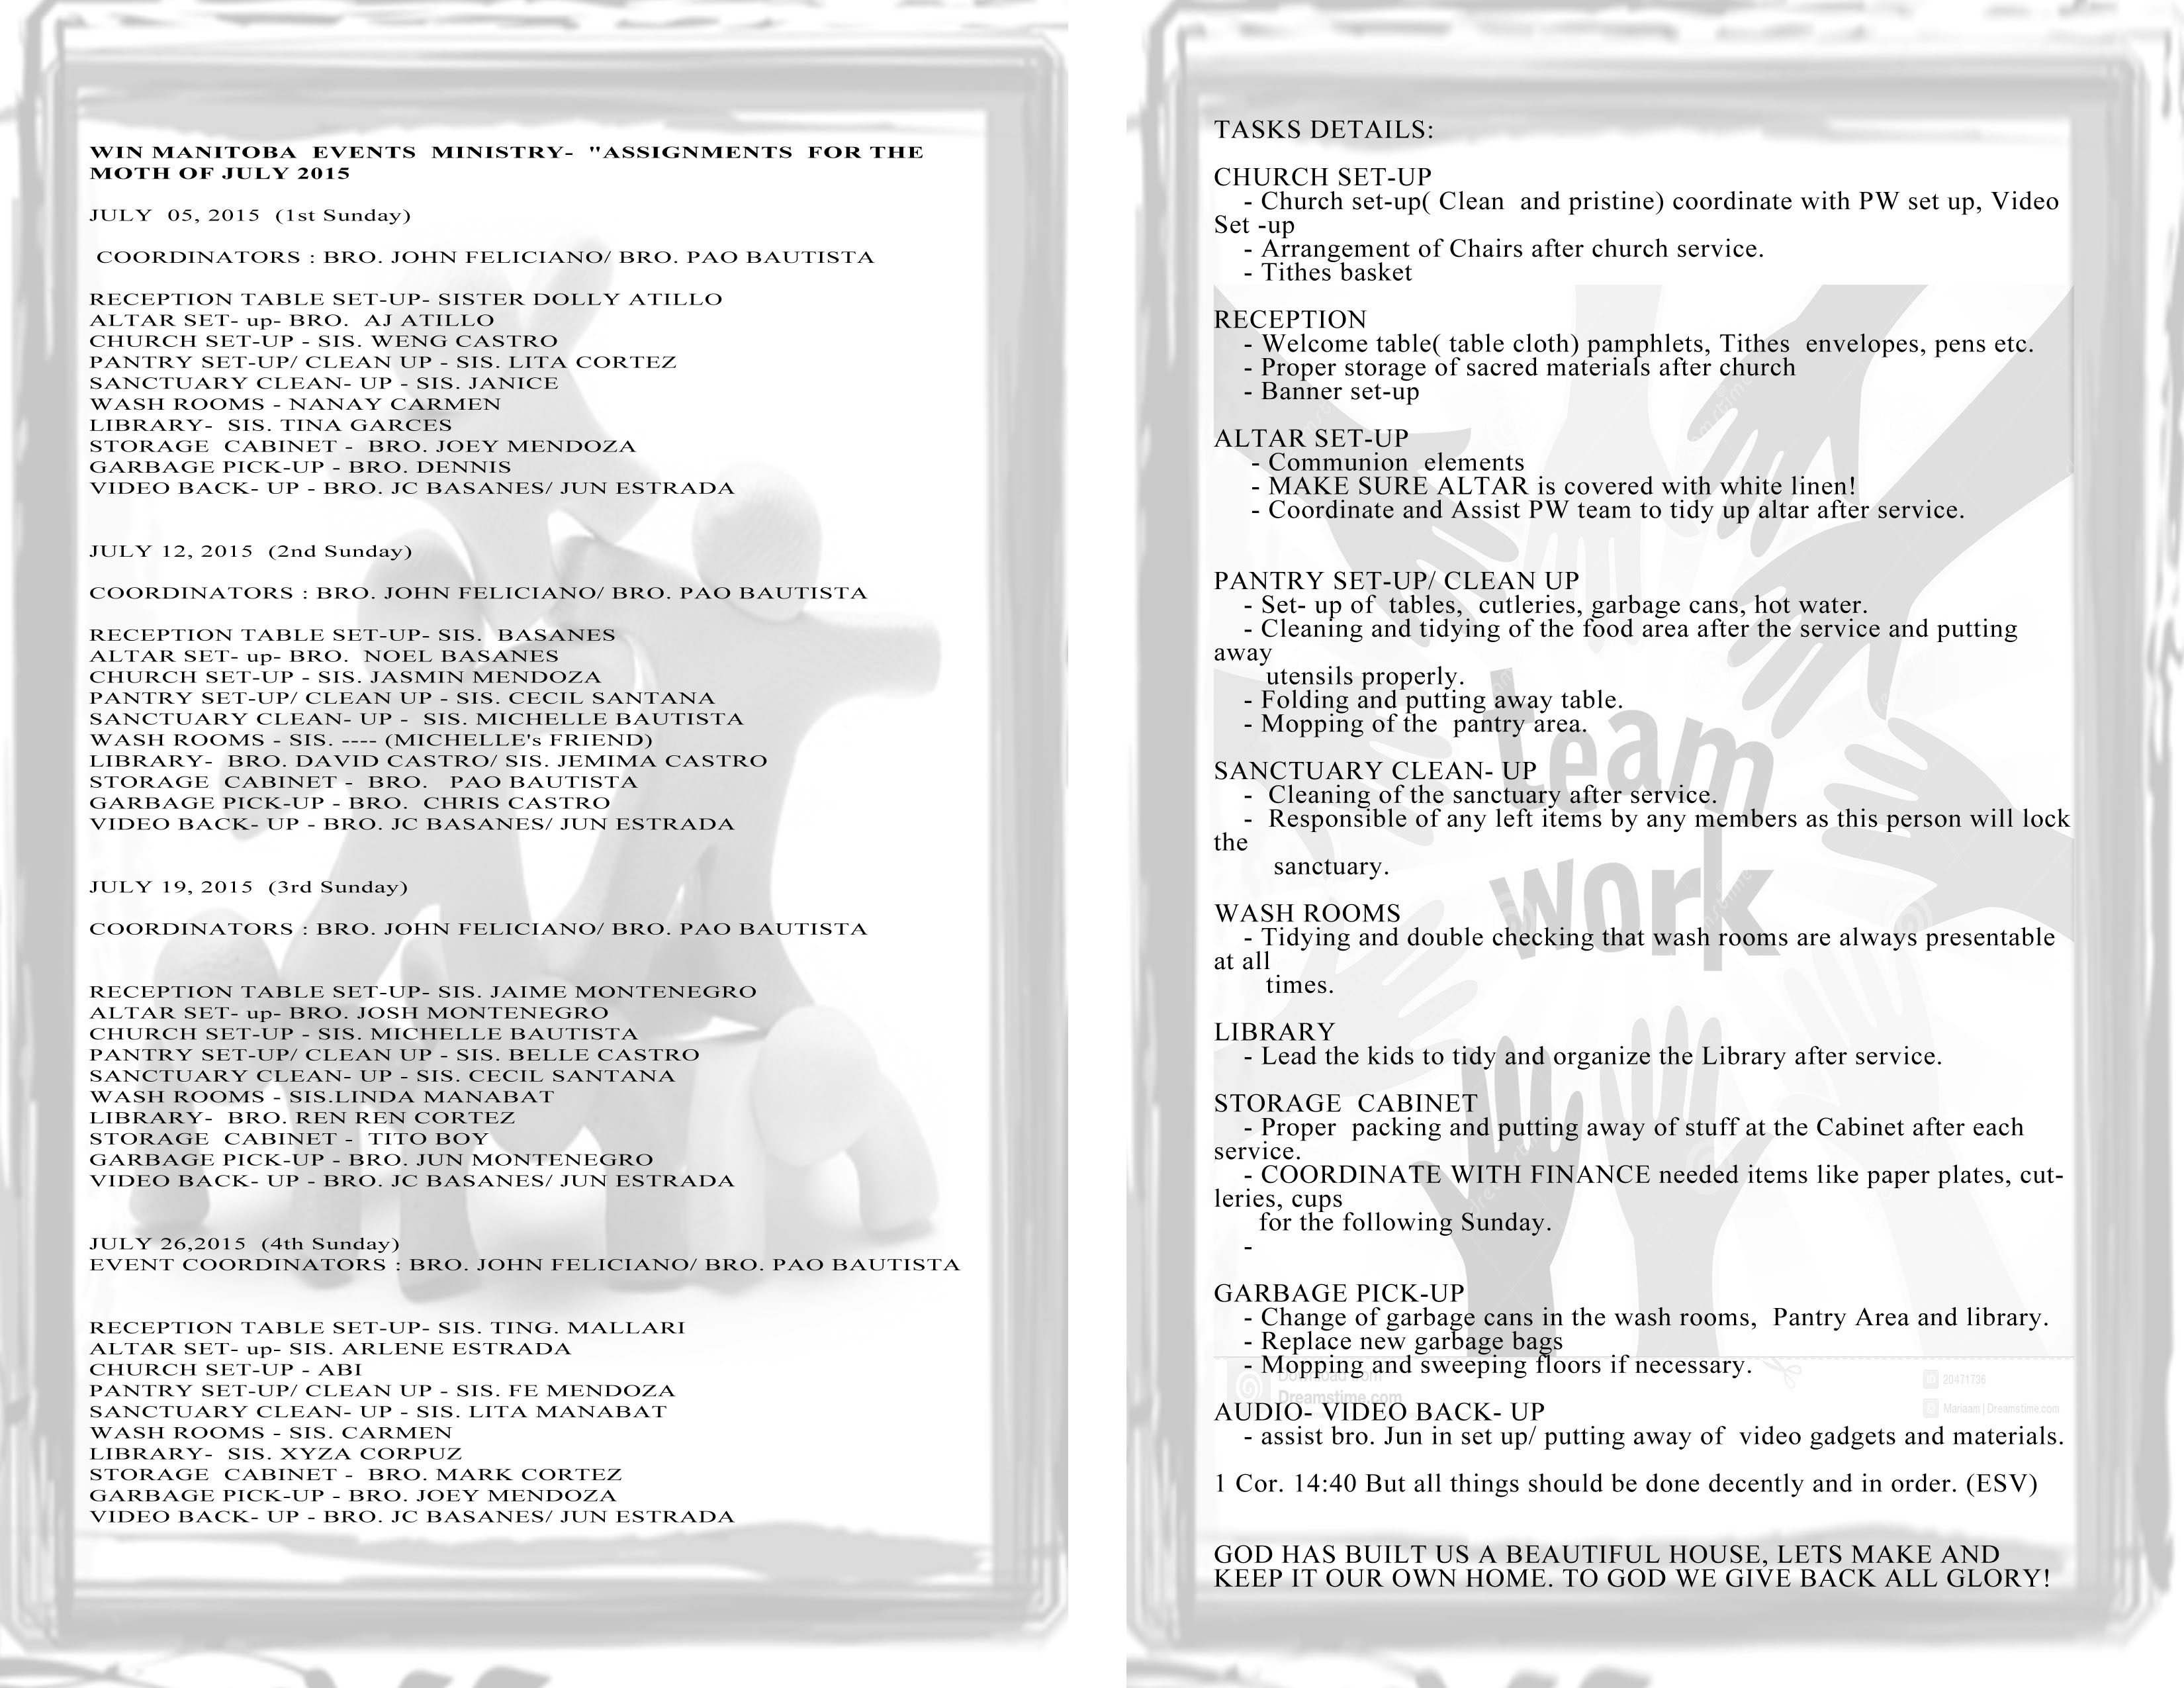 WIN MANITOBA  EVENTS  MINISTRY-  "ASSIGNMENTS  FOR THE
MOTH OF JULY 2015
JULY  05, 2015  (1st Sunday)
COORDINATORS : BRO. JOHN FELICIANO/ BRO. PAO BAUTISTA
RECEPTION TABLE SET-UP- SISTER DOLLY ATILLO
ALTAR SET- up- BRO.  AJ ATILLO
CHURCH SET-UP - SIS. WENG CASTRO
PANTRY SET-UP/ CLEAN UP - SIS. LITA CORTEZ
SANCTUARY CLEAN- UP - SIS. JANICE
WASH ROOMS - NANAY CARMEN
LIBRARY-  SIS. TINA GARCES
STORAGE  CABINET -  BRO. JOEY MENDOZA
GARBAGE PICK-UP - BRO. DENNIS
VIDEO BACK- UP - BRO. JC BASANES/ JUN ESTRADA
JULY 12, 2015  (2nd Sunday)
COORDINATORS : BRO. JOHN FELICIANO/ BRO. PAO BAUTISTA
RECEPTION TABLE SET-UP- SIS.  BASANES
ALTAR SET- up- BRO.  NOEL BASANES
CHURCH SET-UP - SIS. JASMIN MENDOZA
PANTRY SET-UP/ CLEAN UP - SIS. CECIL SANTANA
SANCTUARY CLEAN- UP -  SIS. MICHELLE BAUTISTA
WASH ROOMS - SIS. ---- (MICHELLE's FRIEND)
LIBRARY-  BRO. DAVID CASTRO/ SIS. JEMIMA CASTRO
STORAGE  CABINET -  BRO.   PAO BAUTISTA
GARBAGE PICK-UP - BRO.  CHRIS CASTRO
VIDEO BACK- UP - BRO. JC BASANES/ JUN ESTRADA
JULY 19, 2015  (3rd Sunday)
COORDINATORS : BRO. JOHN FELICIANO/ BRO. PAO BAUTISTA
RECEPTION TABLE SET-UP- SIS. JAIME MONTENEGRO
ALTAR SET- up- BRO. JOSH MONTENEGRO
CHURCH SET-UP - SIS. MICHELLE BAUTISTA
PANTRY SET-UP/ CLEAN UP - SIS. BELLE CASTRO
SANCTUARY CLEAN- UP - SIS. CECIL SANTANA
WASH ROOMS - SIS.LINDA MANABAT
LIBRARY-  BRO. REN REN CORTEZ
STORAGE  CABINET -  TITO BOY
GARBAGE PICK-UP - BRO. JUN MONTENEGRO
VIDEO BACK- UP - BRO. JC BASANES/ JUN ESTRADA
JULY 26,2015  (4th Sunday)
EVENT COORDINATORS : BRO. JOHN FELICIANO/ BRO. PAO BAUTISTA
RECEPTION TABLE SET-UP- SIS. TING. MALLARI
ALTAR SET- up- SIS. ARLENE ESTRADA
CHURCH SET-UP - ABI
PANTRY SET-UP/ CLEAN UP - SIS. FE MENDOZA
SANCTUARY CLEAN- UP - SIS. LITA MANABAT
WASH ROOMS - SIS. CARMEN
LIBRARY-  SIS. XYZA CORPUZ
STORAGE  CABINET -  BRO. MARK CORTEZ
GARBAGE PICK-UP - BRO. JOEY MENDOZA
VIDEO BACK- UP - BRO. JC BASANES/ JUN ESTRADA
TASKS DETAILS:
CHURCH SET-UP
- Church set-up( Clean  and pristine) coordinate with PW set up, Video
Set -up
- Arrangement of Chairs after church service.
- Tithes basket
RECEPTION
- Welcome table( table cloth) pamphlets, Tithes  envelopes, pens etc.
- Proper storage of sacred materials after church
- Banner set-up
ALTAR SET-UP
- Communion  elements
- MAKE SURE ALTAR is covered with white linen!
- Coordinate and Assist PW team to tidy up altar after service.
PANTRY SET-UP/ CLEAN UP
- Set- up of  tables,  cutleries, garbage cans, hot water.
- Cleaning and tidying of the food area after the service and putting
away
utensils properly.
- Folding and putting away table.
- Mopping of the  pantry area.
team
SANCTUARY CLEAN- UP
-  Cleaning of the sanctuary after service.
-  Responsible of any left items by any members as this person will lock
the
sanctuary.
work
WASH ROOMS
- Tidying and double checking that wash rooms are always presentable
at all
times.
LIBRARY
- Lead the kids to tidy and organize the Library after service.
STORAGE  CABINET
- Proper  packing and putting away of stuff at the Cabinet after each
service.
- COORDINATE WITH FINANCE needed items like paper plates, cut-
leries, cups
for the following Sunday.
-
GARBAGE PICK-UP
- Change of garbage cans in the wash rooms,  Pantry Area and library.
- Replace new garbage bags
- Mopping and sweeping floors if necessary.
Download from
Dreamstime.com
20471736
Mariaam | Dreamstime.com
AUDIO- VIDEO BACK- UP
- assist bro. Jun in set up/ putting away of  video gadgets and materials.
1 Cor. 14:40 But all things should be done decently and in order. (ESV)
GOD HAS BUILT US A BEAUTIFUL HOUSE, LETS MAKE AND
KEEP IT OUR OWN HOME. TO GOD WE GIVE BACK ALL GLORY!